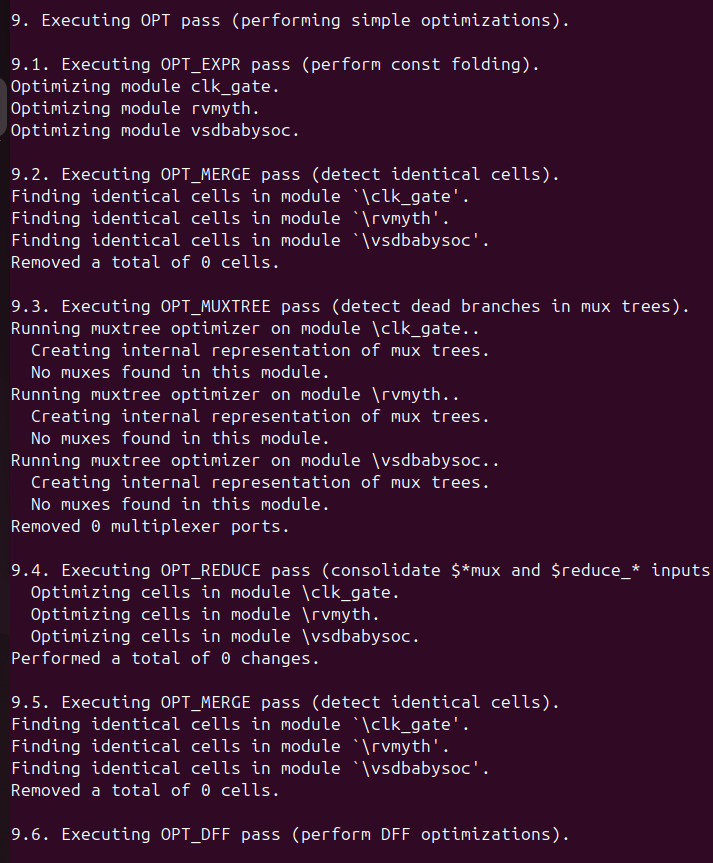 9. Executing OPT pass (performing simple optimizations).
9.1. Executing OPT_EXPR pass (perform const folding).
Optimizing module clk_gate.
Optimizing module rvmyth.
Optimizing module vsdbabysoc.
9.2. Executing OPT_MERGE pass (detect identical cells).
Finding identical cells in module `\clk_gate'.
Finding identical cells in module `\rvmyth'.
Finding identical cells in module `\vsdbabysoc'.
Removed a total of 0 cells.
9.3. Executing OPT_MUXTREE pass (detect dead branches in mux trees).
Running muxtree optimizer on module \clk_gate..
  Creating internal representation of mux trees.
  No muxes found in this module.
Running muxtree optimizer on module \rvmyth..
  Creating internal representation of mux trees.
  No muxes found in this module.
Running muxtree optimizer on module \vsdbabysoc..
  Creating internal representation of mux trees.
  No muxes found in this module.
Removed 0 multiplexer ports.
9.4. Executing OPT_REDUCE pass (consolidate $*mux and $reduce_* inputs
  Optimizing cells in module \clk_gate.
  Optimizing cells in module \rvmyth.
  Optimizing cells in module \vsdbabysoc.
Performed a total of 0 changes.
9.5. Executing OPT_MERGE pass (detect identical cells).
Finding identical cells in module `\clk_gate'.
Finding identical cells in module `\rvmyth'.
Finding identical cells in module `\vsdbabysoc'.
Removed a total of 0 cells.
9.6. Executing OPT_DFF pass (perform DFF optimizations).